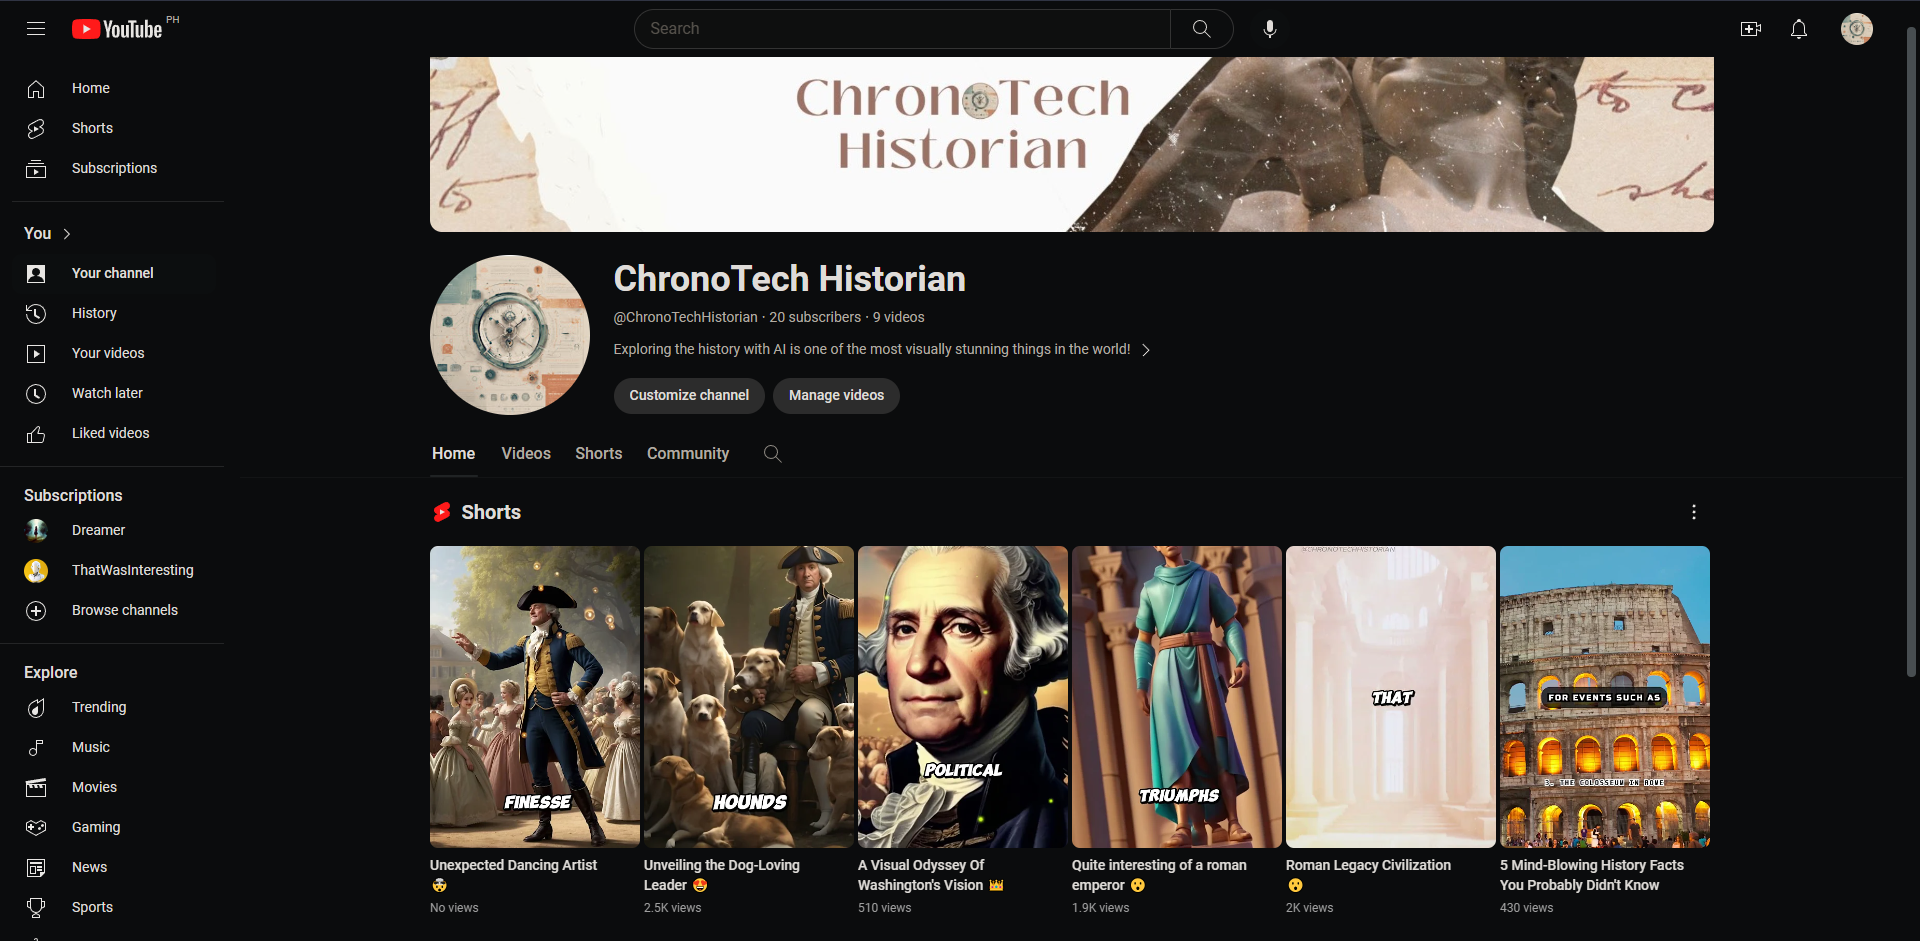 YouTube PH
Search
Home
Shorts
Subscriptions
You
Your channel
History
Your videos
Watch later
Liked videos
Subscriptions
Dreamer
ThatWasInteresting
Browse channels
Explore
Trending
Music
Movies
Gaming
News
Sports
Chron Tech
Historian
to
she
ChronoTech Historian
@ChronoTechHistorian · 20 subscribers · 9 videos
Exploring the history with AI is one of the most visually stunning things in the world!
Customize channel
Manage videos
Home
Videos
Shorts
Community
Shorts
FINESSE
Unexpected Dancing Artist
🤯
No views
HOUNDS
Unveiling the Dog-Loving
Leader 😍
2.5K views
POLITICAL
A Visual Odyssey Of
Washington's Vision 👑
510 views
TRIUMPHS
Quite interesting of a roman
emperor 😮
1.9K views
@CHRONOTECHHISTORIAN
THAT
Roman Legacy Civilization
😮
2K views
FOR EVENTS SUCH AS
3. THE COLOSSEUM IN ROME
5 Mind-Blowing History Facts
You Probably Didn't Know
430 views